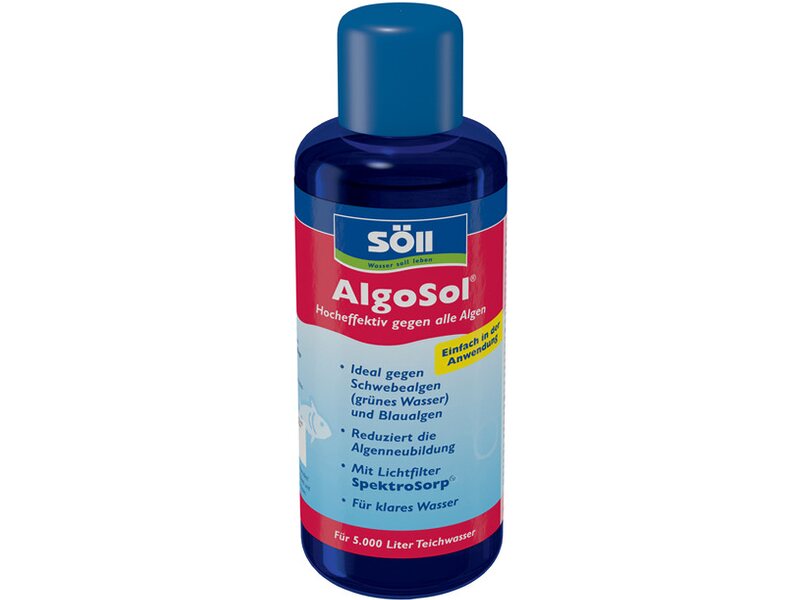 SÖLL
Wasser soll leben
AlgoSol®
Hocheffektiv gegen alle Algen
Einfach in der
Anwendung
• Ideal gegen
Schwebealgen
(grünes Wasser)
und Blaualgen
• Reduziert die
Algenneubildung
• Mit Lichtfilter
SpektroSorp®
• Für klares Wasser
Für 5.000 Liter Teichwasser